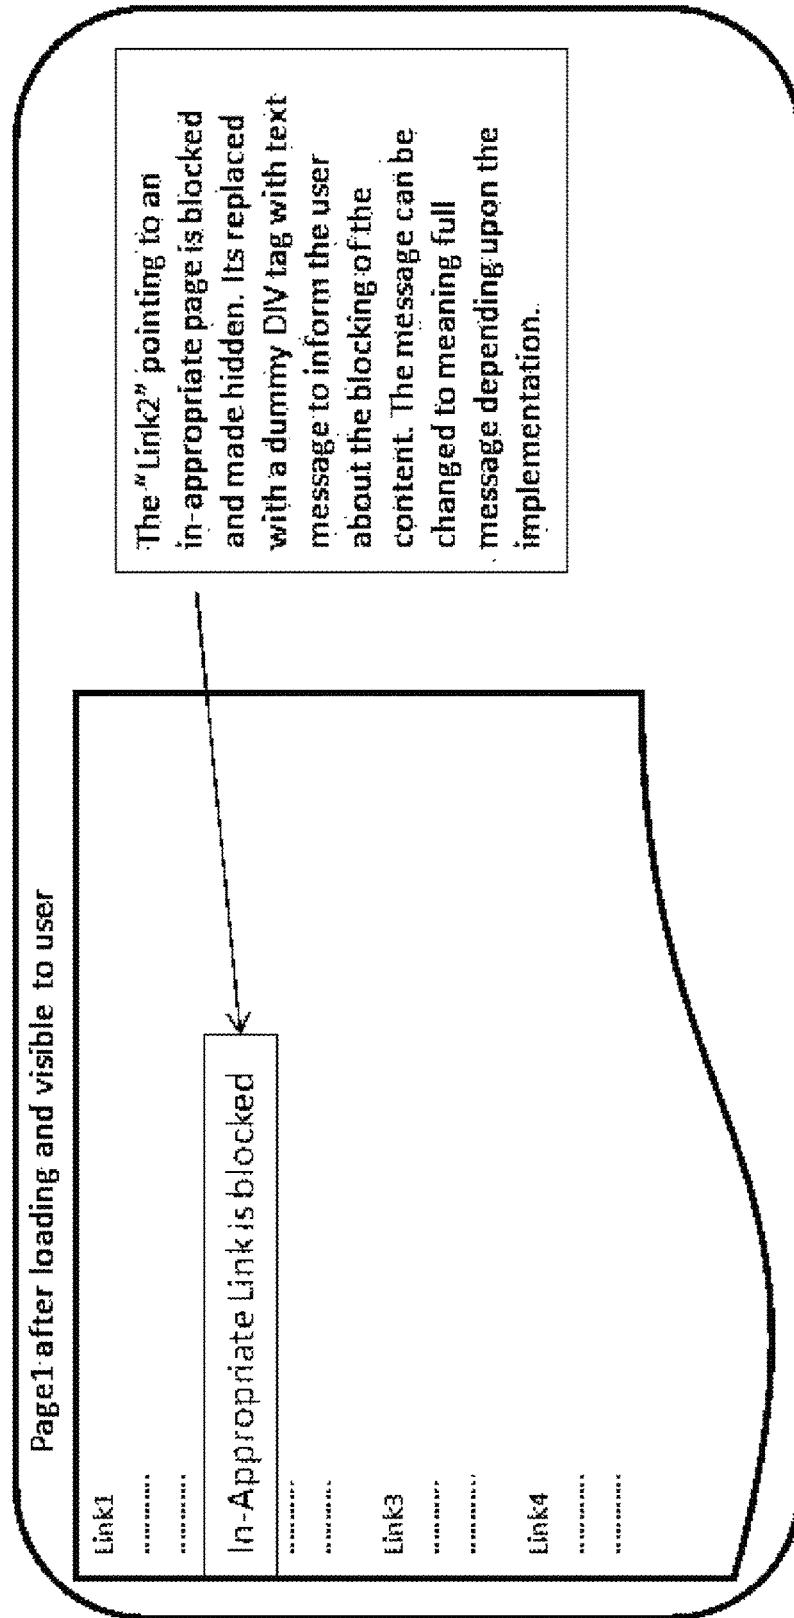 Page1 after loading and visible to user
Link1
..........
..........
In-Appropriate Link is blocked
..........
..........
Link3
..........
..........
Link4
..........
..........
The "Link2" pointing to an
in-appropriate page is blocked
and made hidden. Its replaced
with a dummy DIV tag with text
message to inform the user
about the blocking of the
content. The message can be
changed to meaning full
message depending upon the
implementation.